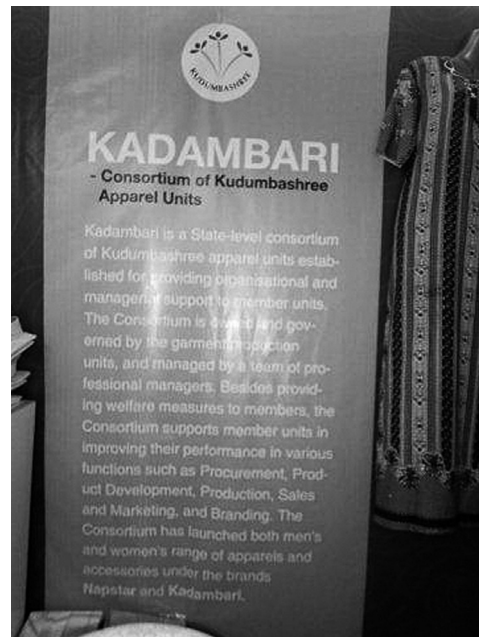 KUDUMBASHREE
KADAMBARI
- Consortium of Kudumbashree
Apparel Units
Kadambari is a State-level consortium
of Kudumbashree apparel units estab-
lished for providing organisational and
managerial support to member units.
The Consortium is owned and gov-
erned by the garment production
units, and managed by a team of pro-
fessional managers. Besides provid-
ing welfare measures to members, the
Consortium supports member units in
improving their performance in various
functions such as Procurement, Prod-
uct Development, Production, Sales
and Marketing, and Branding. The
Consortium has launched both men's
and women's range of apparels and
accessories under the brands
Napstar and Kadambari.